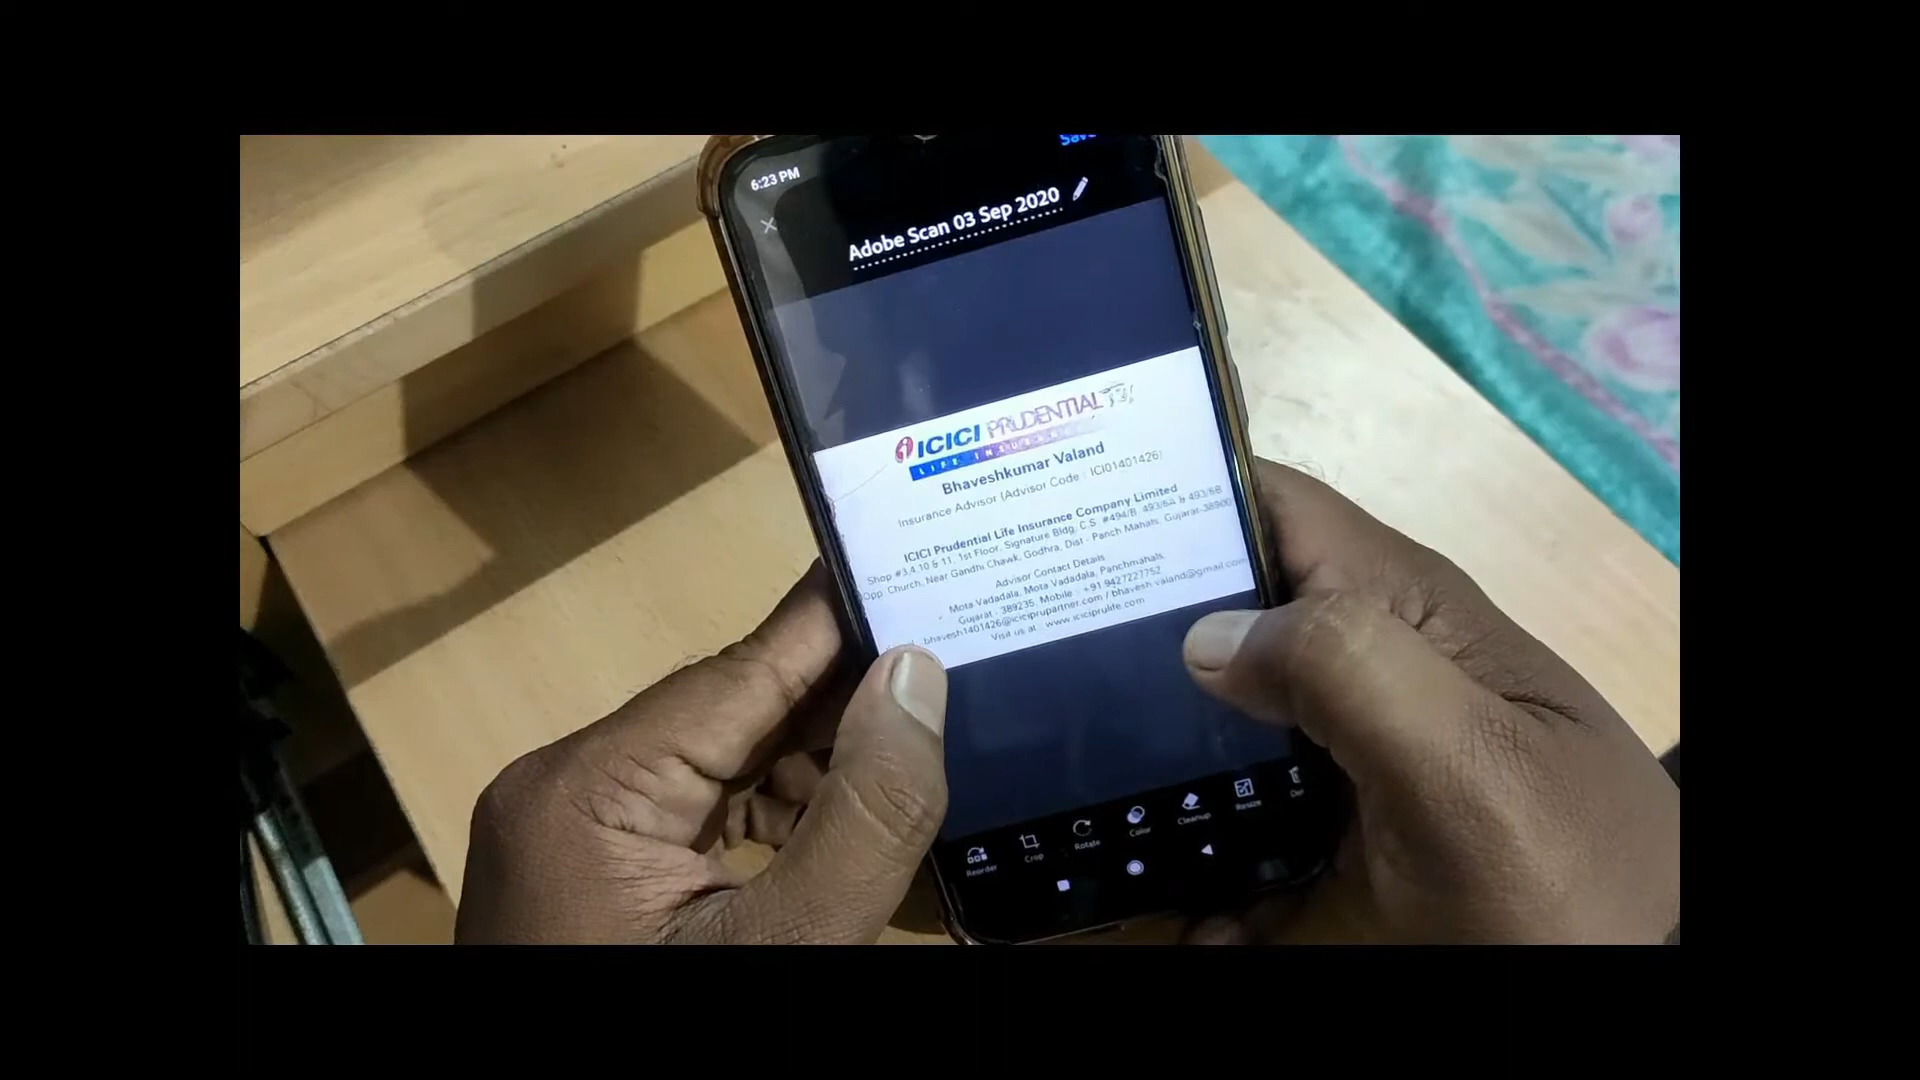 Save
6:23 PM
Adobe Scan 03 Sep 2020
ICICI PRUDENTIAL
LIFE INSURANCE
Bhaveshkumar Valand
Insurance Advisor (Advisor Code : ICI01401426)
ICICI Prudential Life Insurance Company Limited
Shop #3,4,10 & 11, 1st Floor, Signature Bldg, C.S. #494/B, 493/6A & 493/6B
Opp. Church, Near Gandhi Chawk, Godhra, Dist - Panch Mahals, Gujarat-38900
Advisor Contact Details
Mota Vadadala, Mota Vadadala, Panchmahals,
Gujarat - 389235, Mobile : +91 9427227752
bhavesh1401426@iciciprupartner.com / bhavesh.valand@gmail.com
Visit us at : www.iciciprulife.com
Reorder
Crop
Rotate
Color
Cleanup
Resize